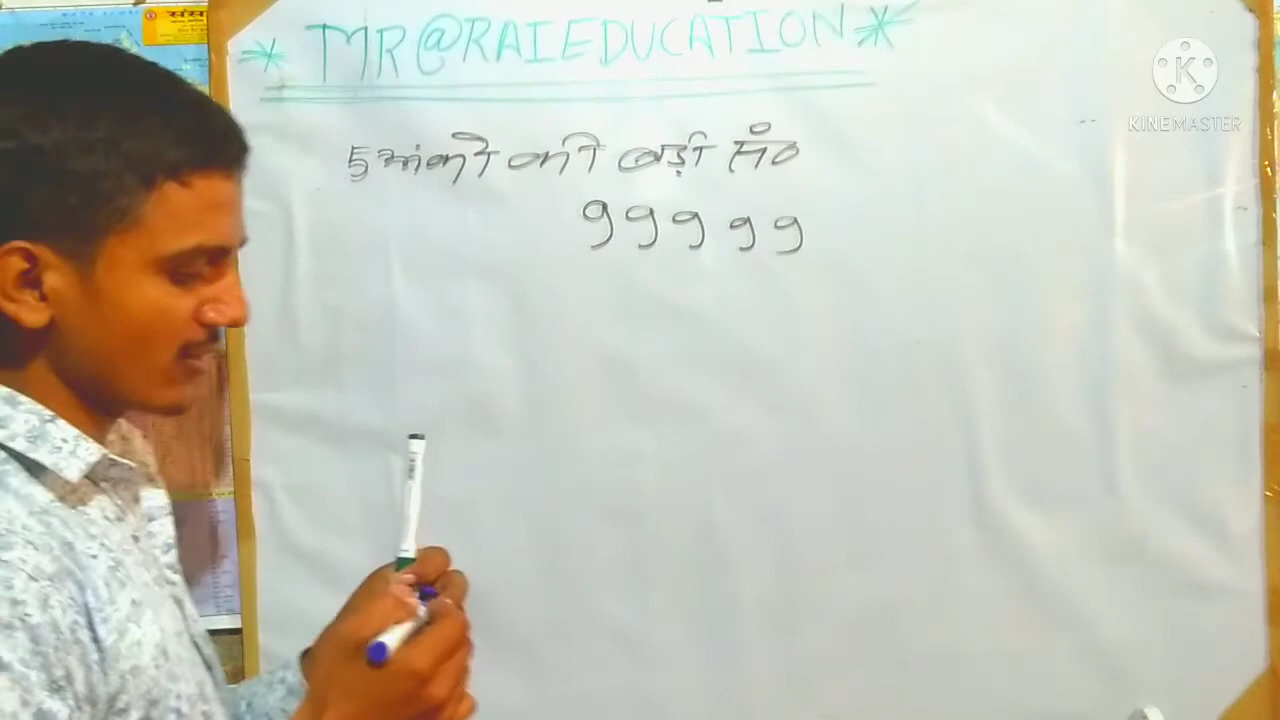 संसा
* MR@RAIEDUCATION *
5 अंको की बड़ी सं०
99999
K
KINEMASTER